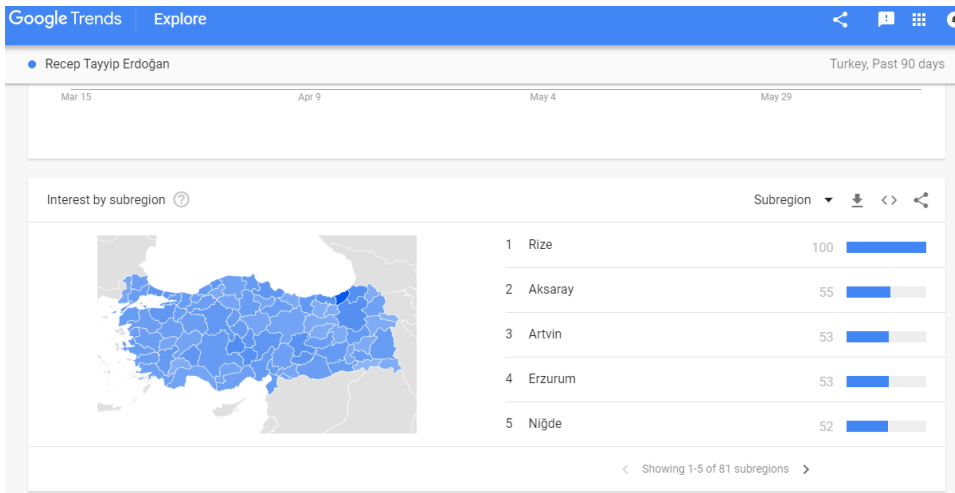 Google Trends Explore
Recep Tayyip Erdoğan Turkey, Past 90 days
Mar 15 Apr 9 May 4 May 29
Interest by subregion ? Subregion
1 Rize 100
2 Aksaray 55
3 Artvin 53
4 Erzurum 53
5 Niğde 52
Showing 1-5 of 81 subregions